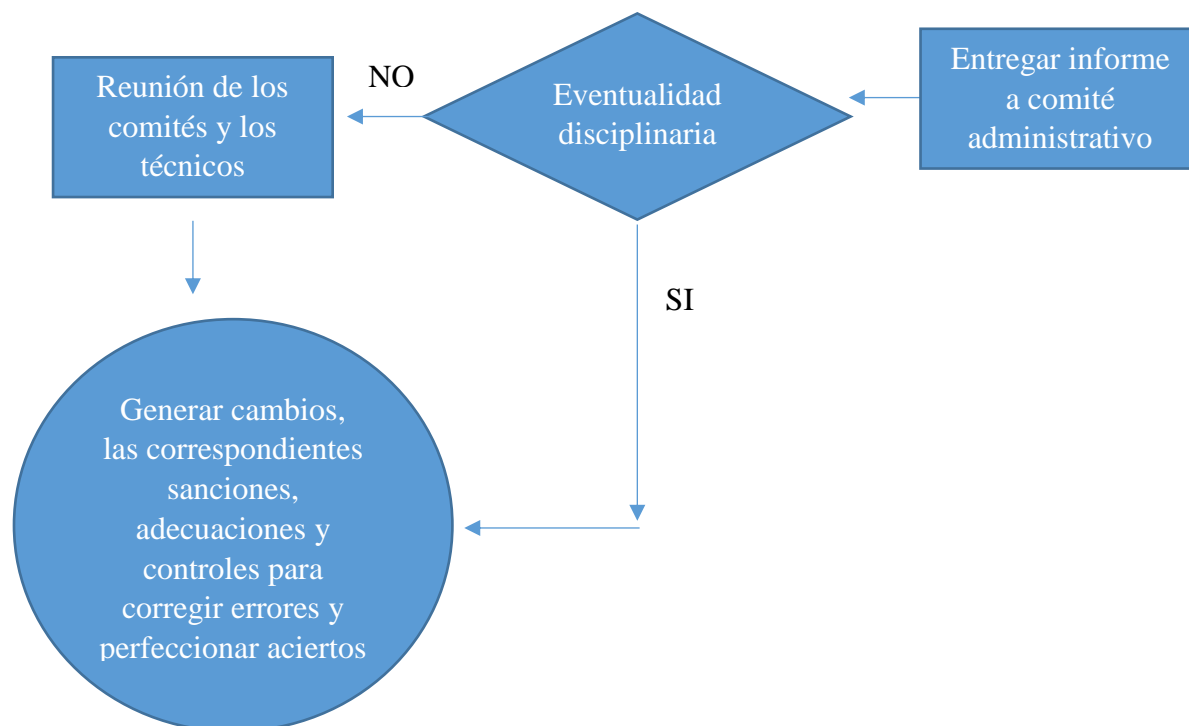 Reunión de los
comités y los
técnicos
NO
Eventualidad
disciplinaria
Entregar informe
a comité
administrativo
SI
Generar cambios,
las correspondientes
sanciones,
adecuaciones y
controles para
corregir errores y
perfeccionar aciertos